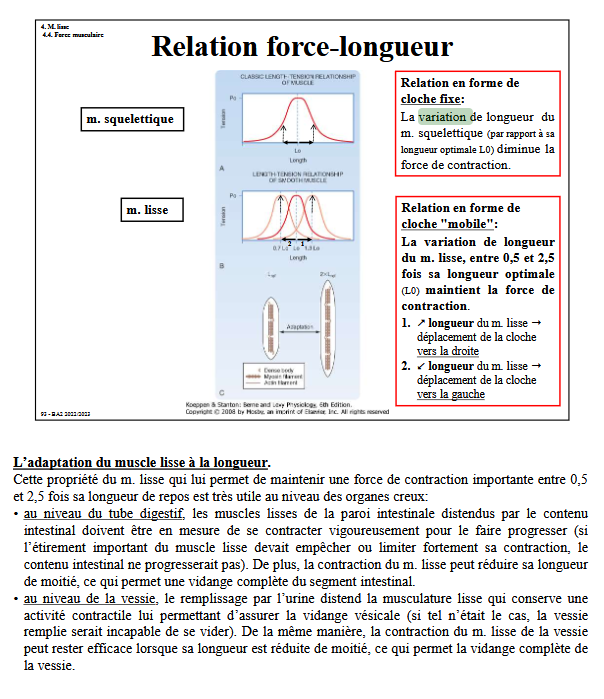 4. M. lisse
4.4. Force musculaire
Relation force-longueur
m. squelettique
CLASSIC LENGTH-TENSION RELATIONSHIP
OF MUSCLE
Po
Tension
Lo
Length
A
Relation en forme de
cloche fixe:
La variation de longueur du
m. squelettique (par rapport à sa
longueur optimale L0) diminue la
force de contraction.
m. lisse
LENGTH-TENSION RELATIONSHIP
OF SMOOTH MUSCLE
Po
Tension
2 1
0,7 Lo Lo
Length
B
Relation en forme de
cloche "mobile":
La variation de longueur
du m. lisse, entre 0,5 et 2,5
fois sa longueur optimale
(L0) maintient la force de
contraction.
1. ↗ longueur du m. lisse →
déplacement de la cloche
vers la droite
2. ↙ longueur du m. lisse →
déplacement de la cloche
vers la gauche
Adaptation
Dense body
Myosin filament
Actin filament
C
93 - BA2 2022/2023
Koeppen & Stanton: Berne and Levy Physiology, 6th Edition.
Copyright © 2008 by Mosby, an imprint of Elsevier, Inc. All rights reserved
L’adaptation du muscle lisse à la longueur.
Cette propriété du m. lisse qui lui permet de maintenir une force de contraction importante entre 0,5
et 2,5 fois sa longueur de repos est très utile au niveau des organes creux:
• au niveau du tube digestif, les muscles lisses de la paroi intestinale distendus par le contenu
intestinal doivent être en mesure de se contracter vigoureusement pour le faire progresser (si
l’étirement important du muscle lisse devait empêcher ou limiter fortement sa contraction, le
contenu intestinal ne progresserait pas). De plus, la contraction du m. lisse peut réduire sa longueur
de moitié, ce qui permet une vidange complète du segment intestinal.
• au niveau de la vessie, le remplissage par l’urine distend la musculature lisse qui conserve une
activité contractile lui permettant d’assurer la vidange vésicale (si tel n’était le cas, la vessie
remplie serait incapable de se vider). De la même manière, la contraction du m. lisse de la vessie
peut rester efficace lorsque sa longueur est réduite de moitié, ce qui permet la vidange complète de
la vessie.